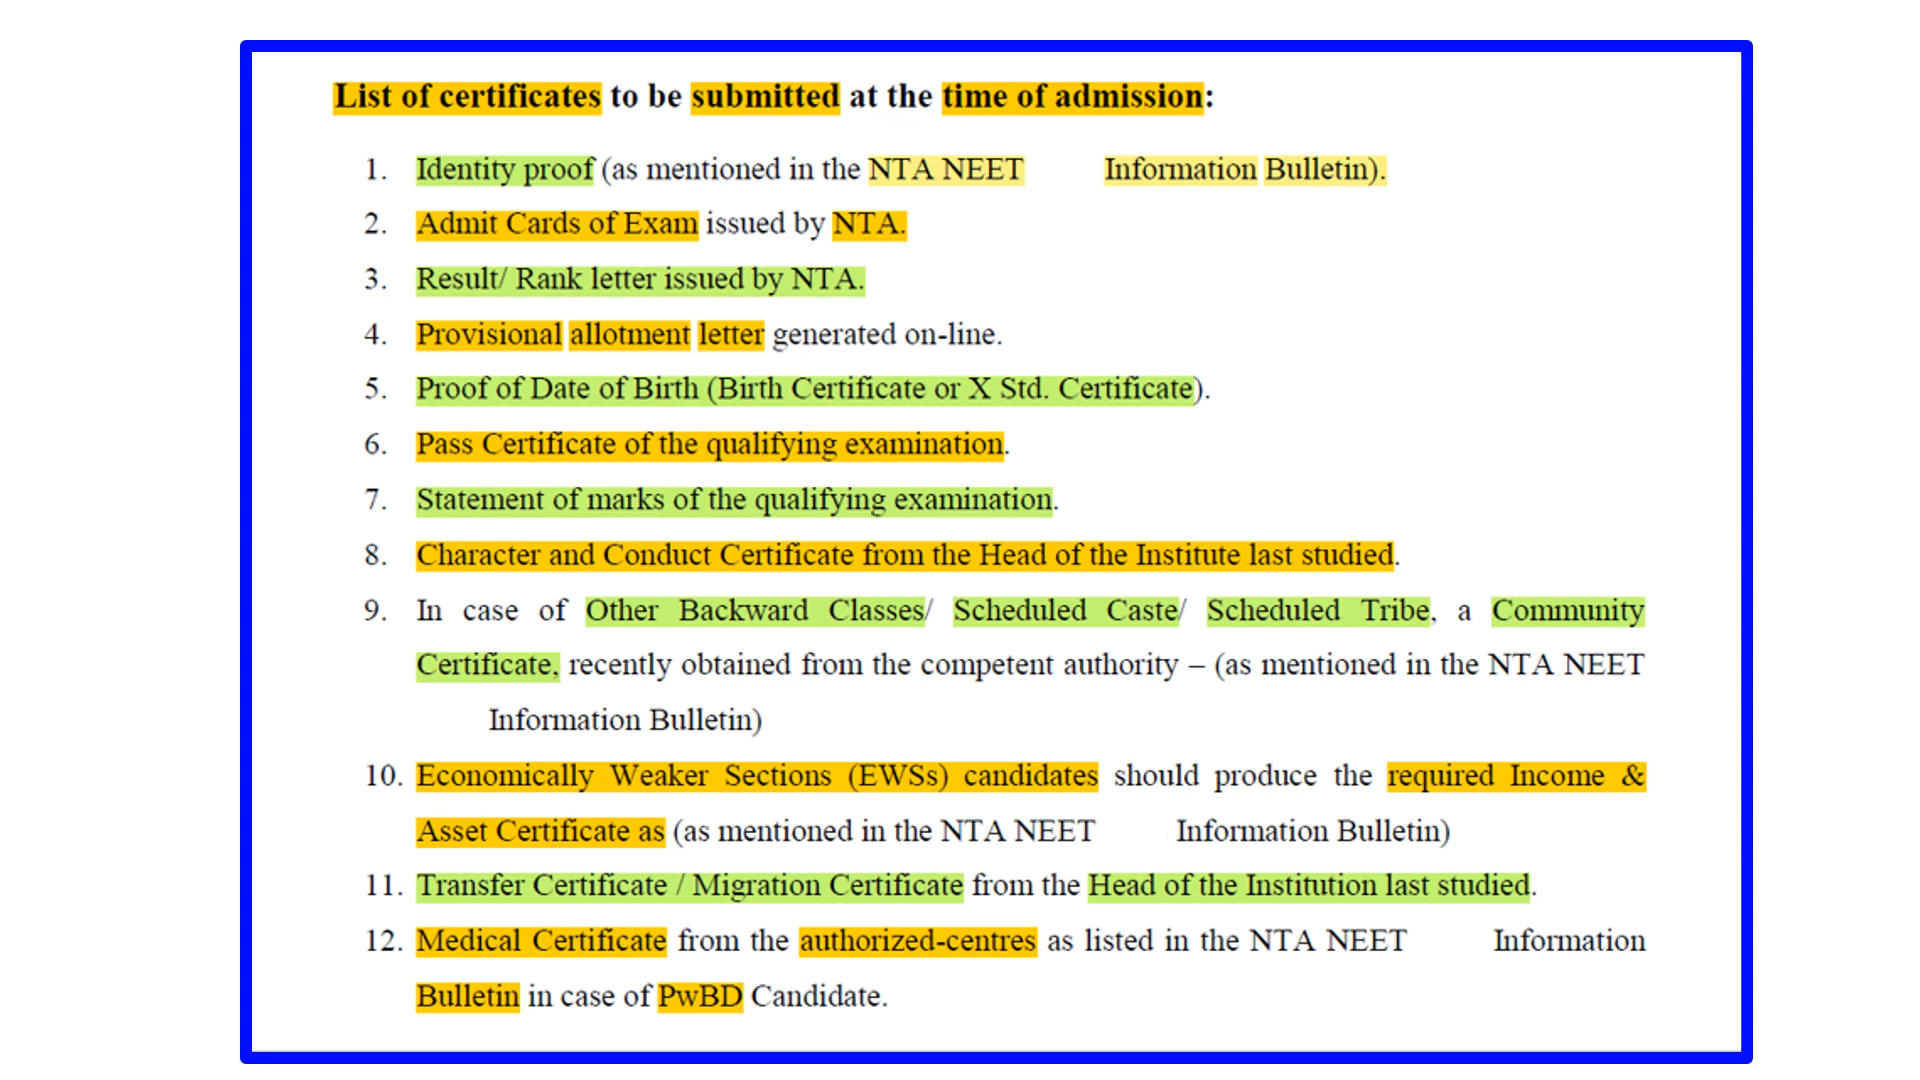 List of certificates to be submitted at the time of admission:
1. Identity proof (as mentioned in the NTA NEET Information Bulletin).
2. Admit Cards of Exam issued by NTA.
3. Result/ Rank letter issued by NTA.
4. Provisional allotment letter generated on-line.
5. Proof of Date of Birth (Birth Certificate or X Std. Certificate).
6. Pass Certificate of the qualifying examination.
7. Statement of marks of the qualifying examination.
8. Character and Conduct Certificate from the Head of the Institute last studied.
9. In case of Other Backward Classes/ Scheduled Caste/ Scheduled Tribe, a Community
Certificate, recently obtained from the competent authority – (as mentioned in the NTA NEET
Information Bulletin)
10. Economically Weaker Sections (EWSs) candidates should produce the required Income &
Asset Certificate as (as mentioned in the NTA NEET Information Bulletin)
11. Transfer Certificate / Migration Certificate from the Head of the Institution last studied.
12. Medical Certificate from the authorized-centres as listed in the NTA NEET Information
Bulletin in case of PwBD Candidate.